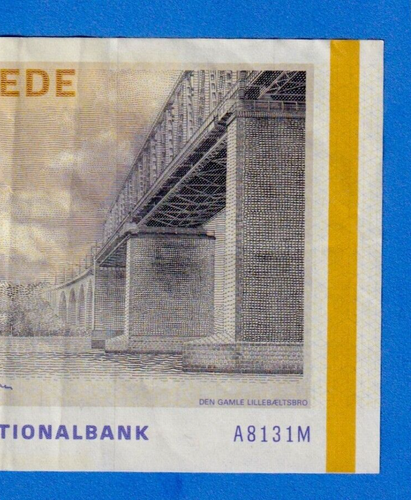 EDE
DEN GAMLE LILLEBÆLTSBRO
TIONALBANK A8131M